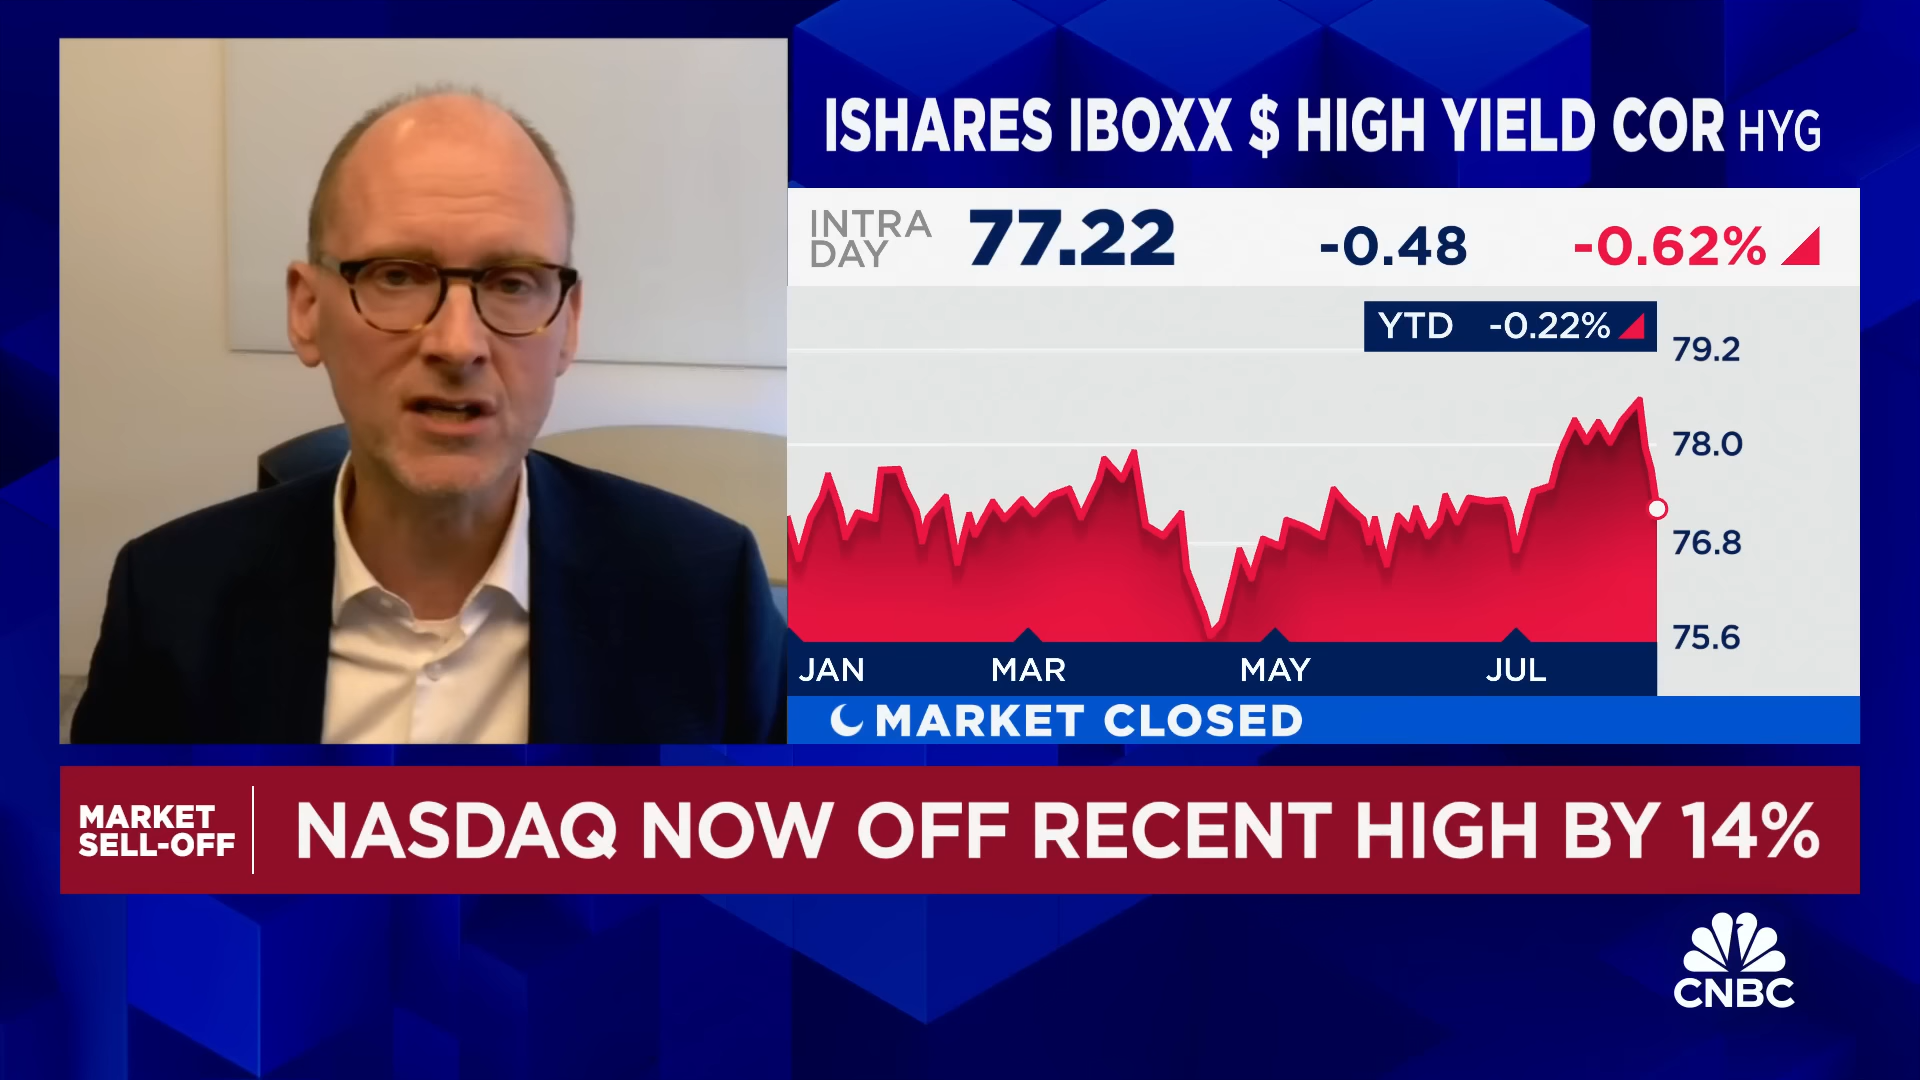 ISHARES IBOXX $ HIGH YIELD COR HYG
INTRA DAY 77.22 -0.48 -0.62%
YTD -0.22%
79.2
78.0
76.8
75.6
JAN MAR MAY JUL
MARKET CLOSED
MARKET SELL-OFF
NASDAQ NOW OFF RECENT HIGH BY 14%
CNBC